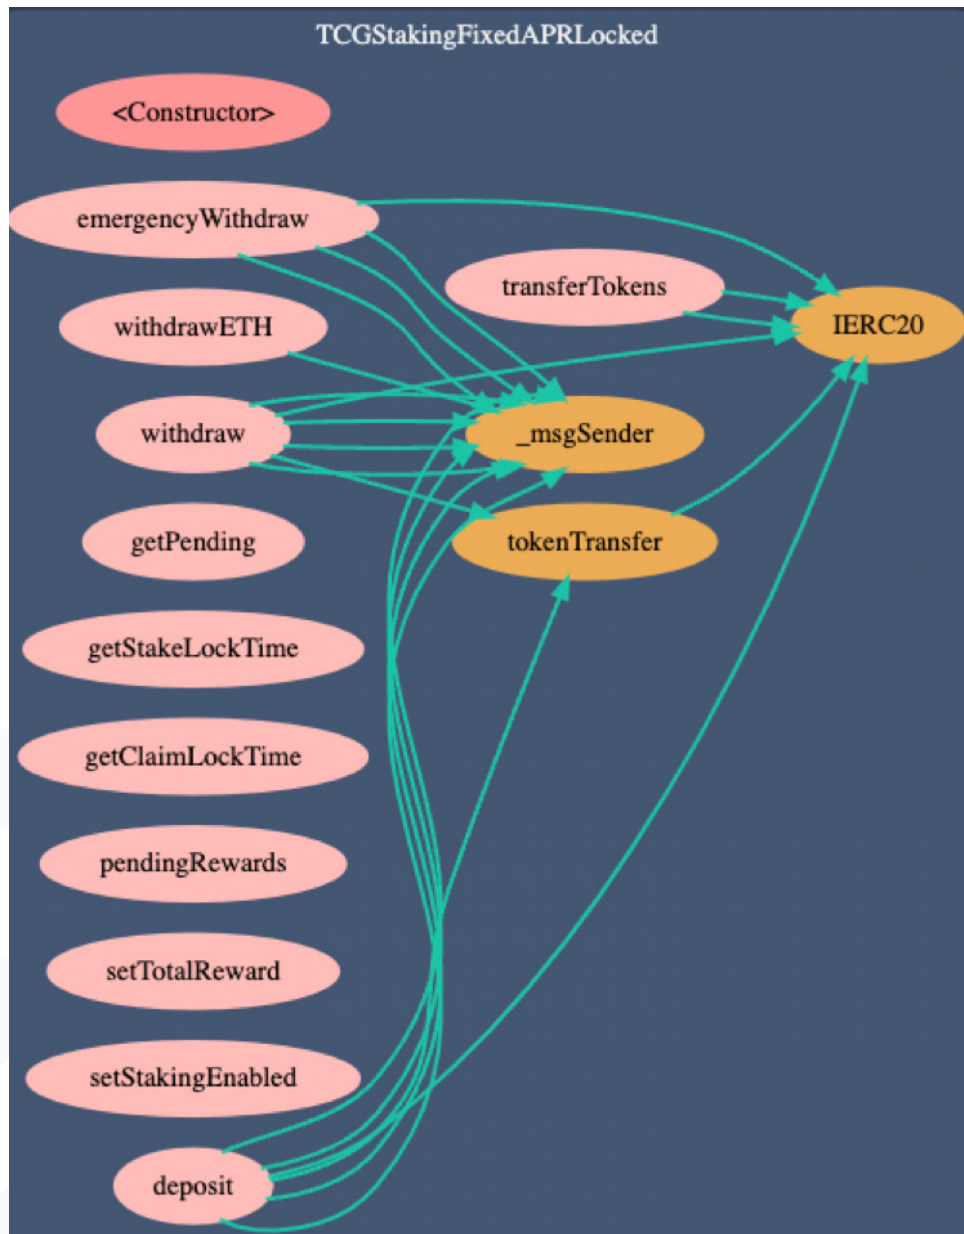 TCGStakingFixedAPRLocked
<Constructor>
emergencyWithdraw
transferTokens
IERC20
withdrawETH
withdraw
_msgSender
getPending
tokenTransfer
getStakeLockTime
getClaimLockTime
pendingRewards
setTotalReward
setStakingEnabled
deposit